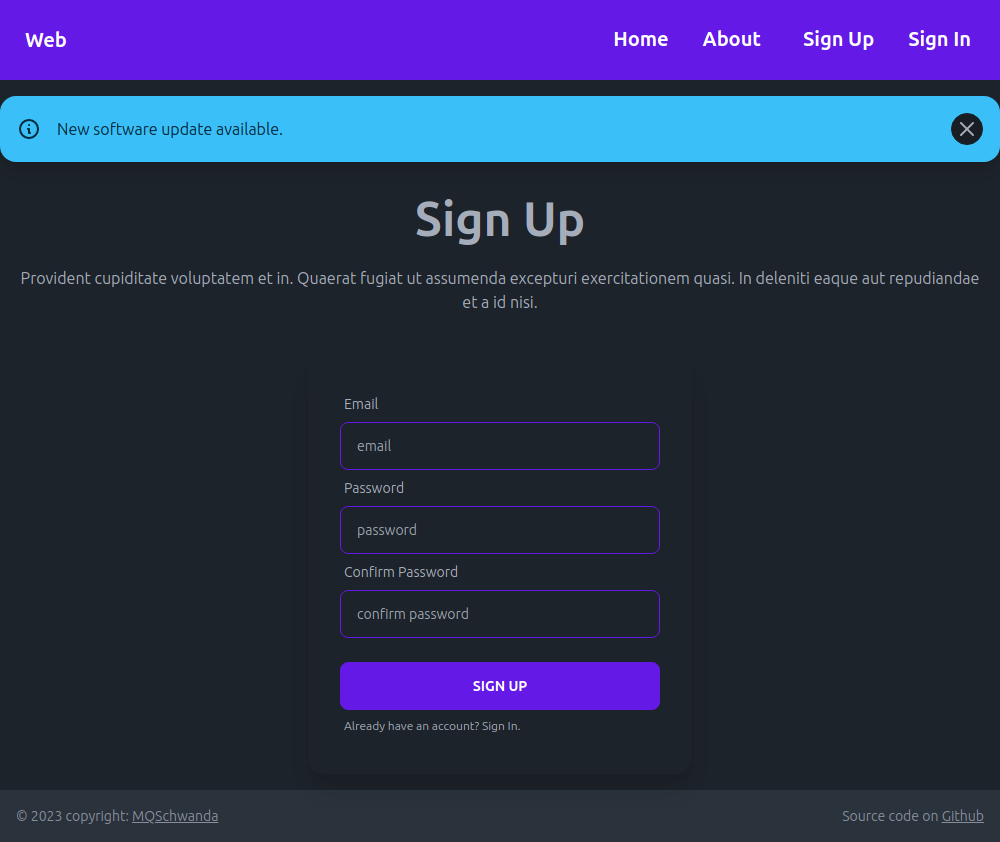 Web
Home About Sign Up Sign In
New software update available.
Sign Up
Provident cupiditate voluptatem et in. Quaerat fugiat ut assumenda excepturi exercitationem quasi. In deleniti eaque aut repudiandae
et a id nisi.
Email
email
Password
password
Confirm Password
confirm password
SIGN UP
Already have an account? Sign In.
© 2023 copyright: MQSchwanda
Source code on Github